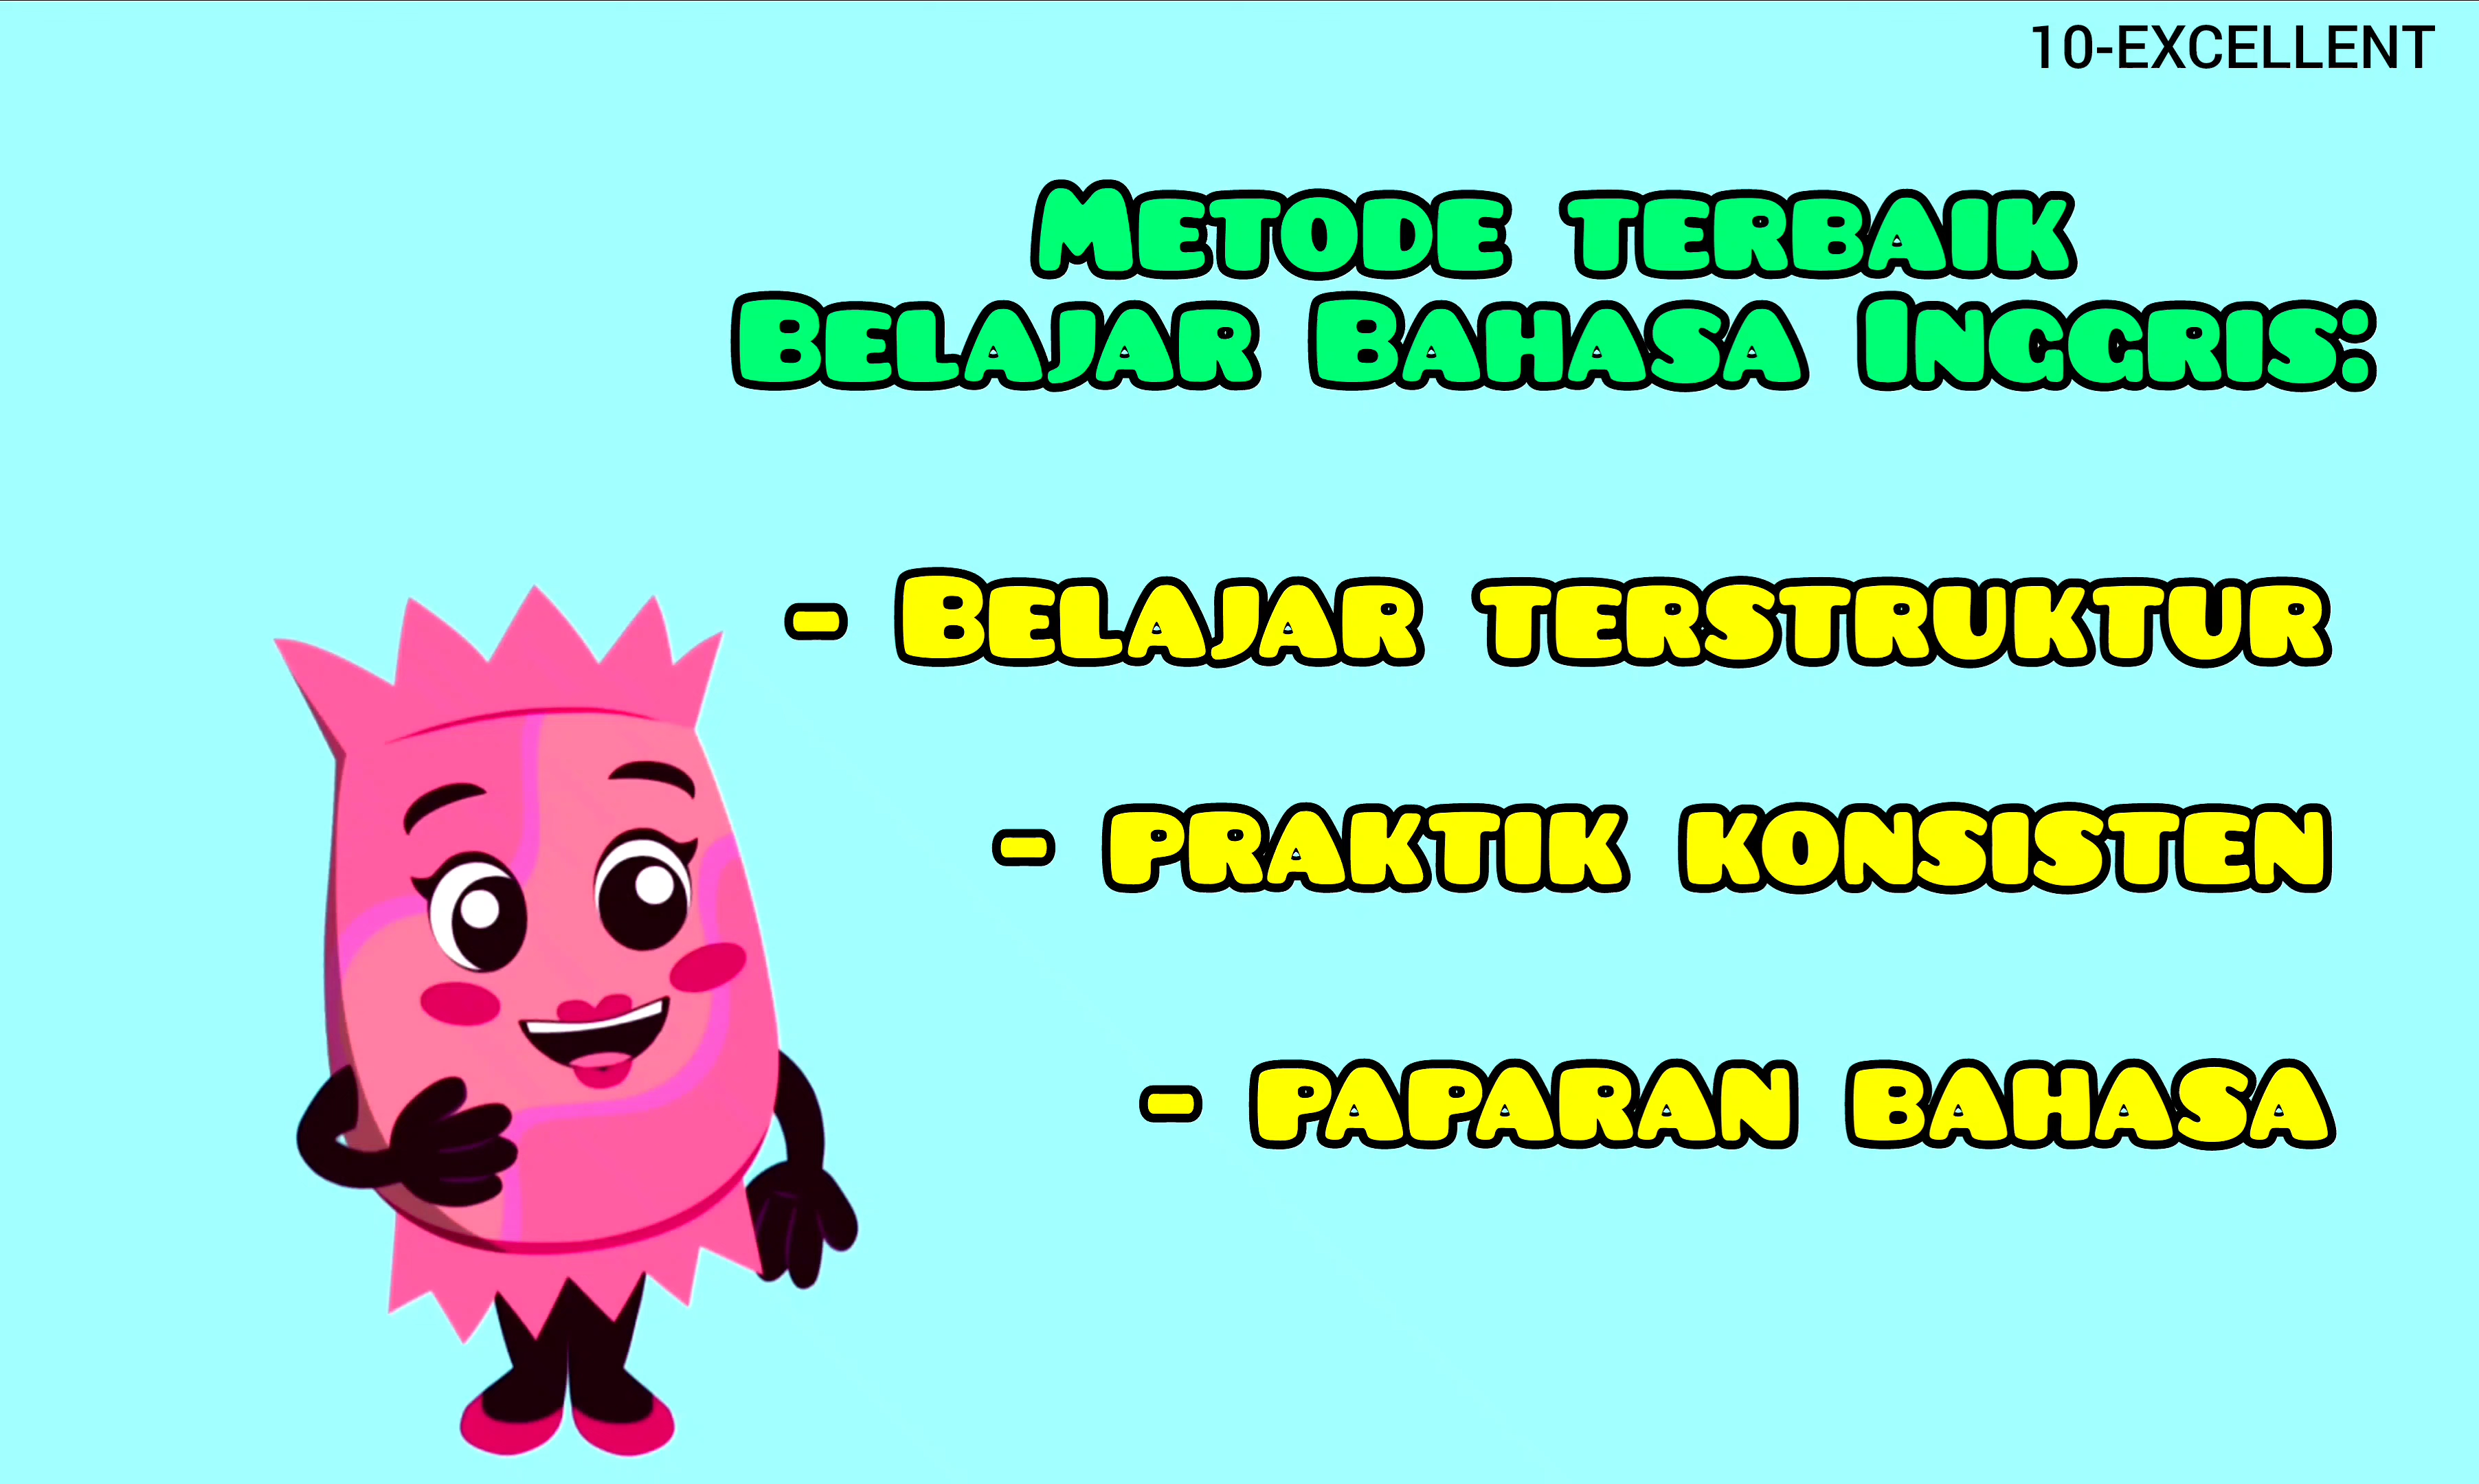 10-EXCELLENT
Metode terbaik
Belajar Bahasa Inggris:
- Belajar terstruktur
- praktik konsisten
- paparan bahasa